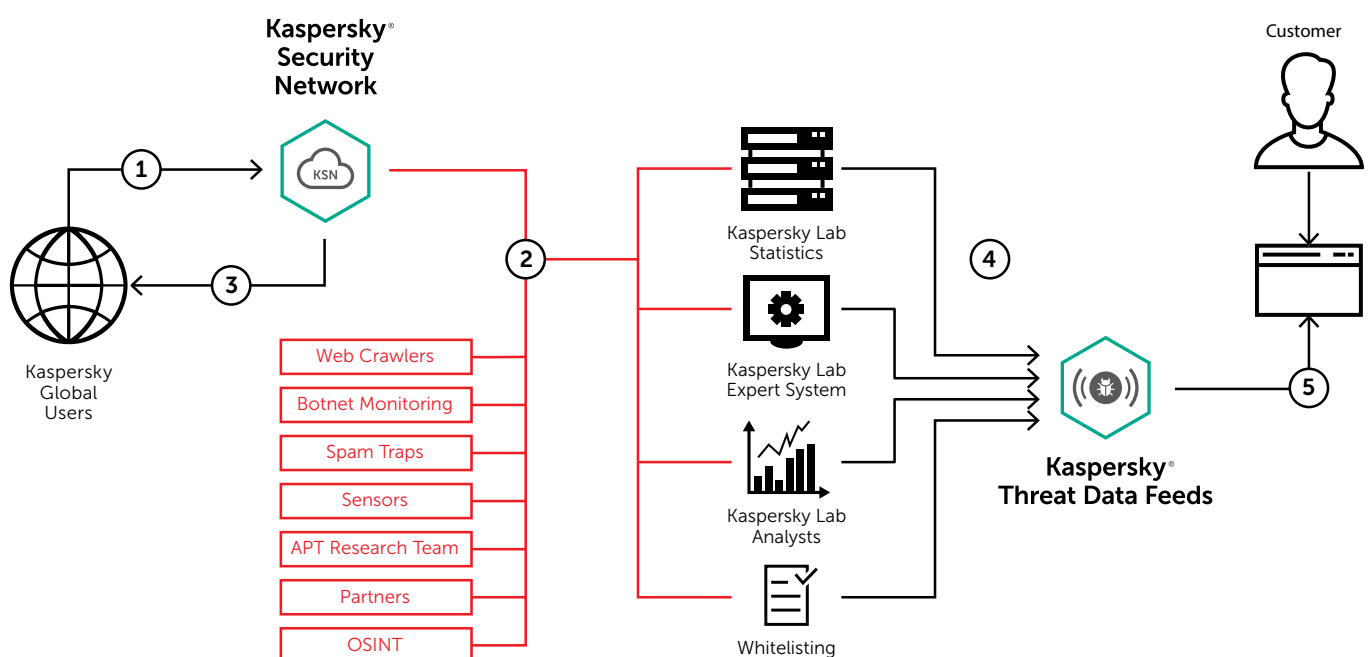 Kaspersky®
Security
Network
Customer
1
KSN
2
3
4
5
Kaspersky
Global
Users
Web Crawlers
Botnet Monitoring
Spam Traps
Sensors
APT Research Team
Partners
OSINT
Kaspersky Lab
Statistics
Kaspersky Lab
Expert System
Kaspersky Lab
Analysts
Whitelisting
Kaspersky®
Threat Data Feeds